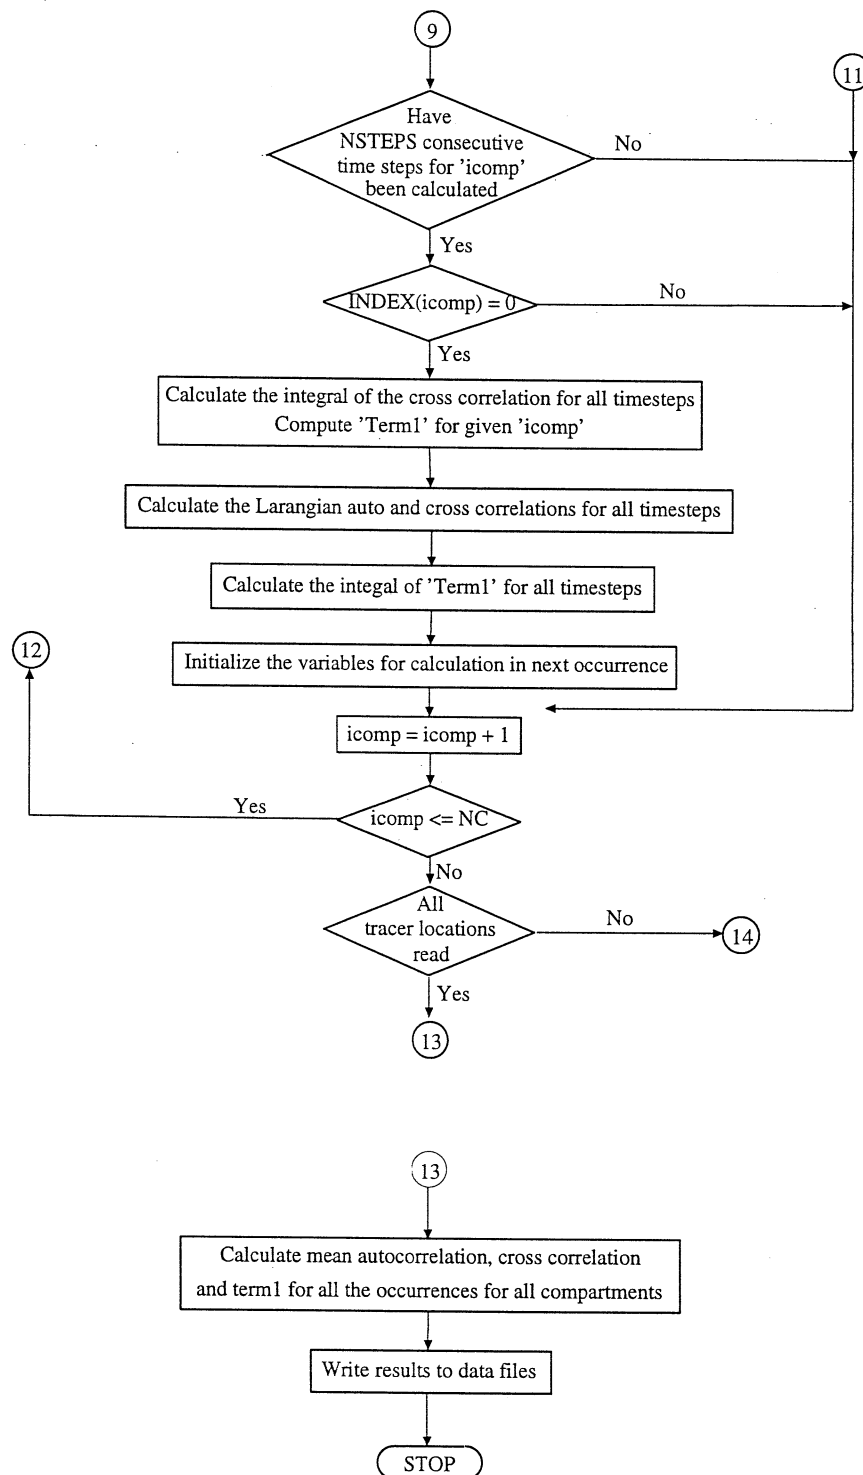 9
11
Have
NSTEPS consecutive
time steps for 'icomp'
been calculated
No
Yes
INDEX(icomp) = 0
No
Yes
Calculate the integral of the cross correlation for all timesteps
Compute 'Term1' for given 'icomp'
Calculate the Larangian auto and cross correlations for all timesteps
Calculate the integal of 'Term1' for all timesteps
12
Initialize the variables for calculation in next occurrence
icomp = icomp + 1
Yes
icomp <= NC
No
All
tracer locations
read
No
14
Yes
13
13
Calculate mean autocorrelation, cross correlation
and term1 for all the occurrences for all compartments
Write results to data files
STOP